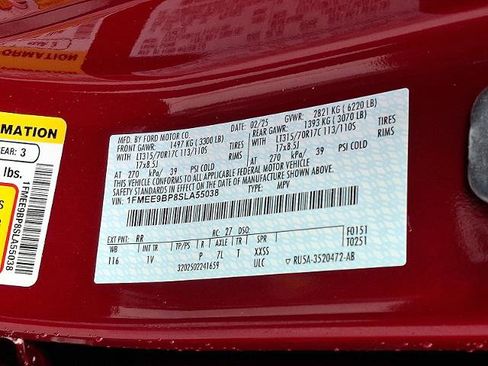 MATION
EAR: 3
lbs.
1FMEE9BP8SLA55038
MFD. BY FORD MOTOR CO.
02/25 GVWR: 2821 KG (6220 LB)
FRONT GAWR: 1497 KG (3300 LB) REAR GAWR: 1393 KG (3070 LB)
WITH LT315/70R17C 113/110S TIRES WITH LT315/70R17C 113/110S TIRES
17x8.5J RIMS 17x8.5J RIMS
AT 270 kPa/ 39 PSI COLD AT 270 kPa/ 39 PSI COLD
THIS VEHICLE CONFORMS TO ALL APPLICABLE FEDERAL MOTOR VEHICLE
SAFETY STANDARDS IN EFFECT ON THE DATE OF MANUFACTURE SHOWN ABOVE.
VIN: 1FMEE9BP8SLA55038 TYPE: MPV
EXT PNT: RR RC: 27 DSO: F0151
WB INT TR TP/PS R AXLE TR SPR T0251
116 1V P 7L T XXSS
3202502241659 ULC RU5A-3520472-AB